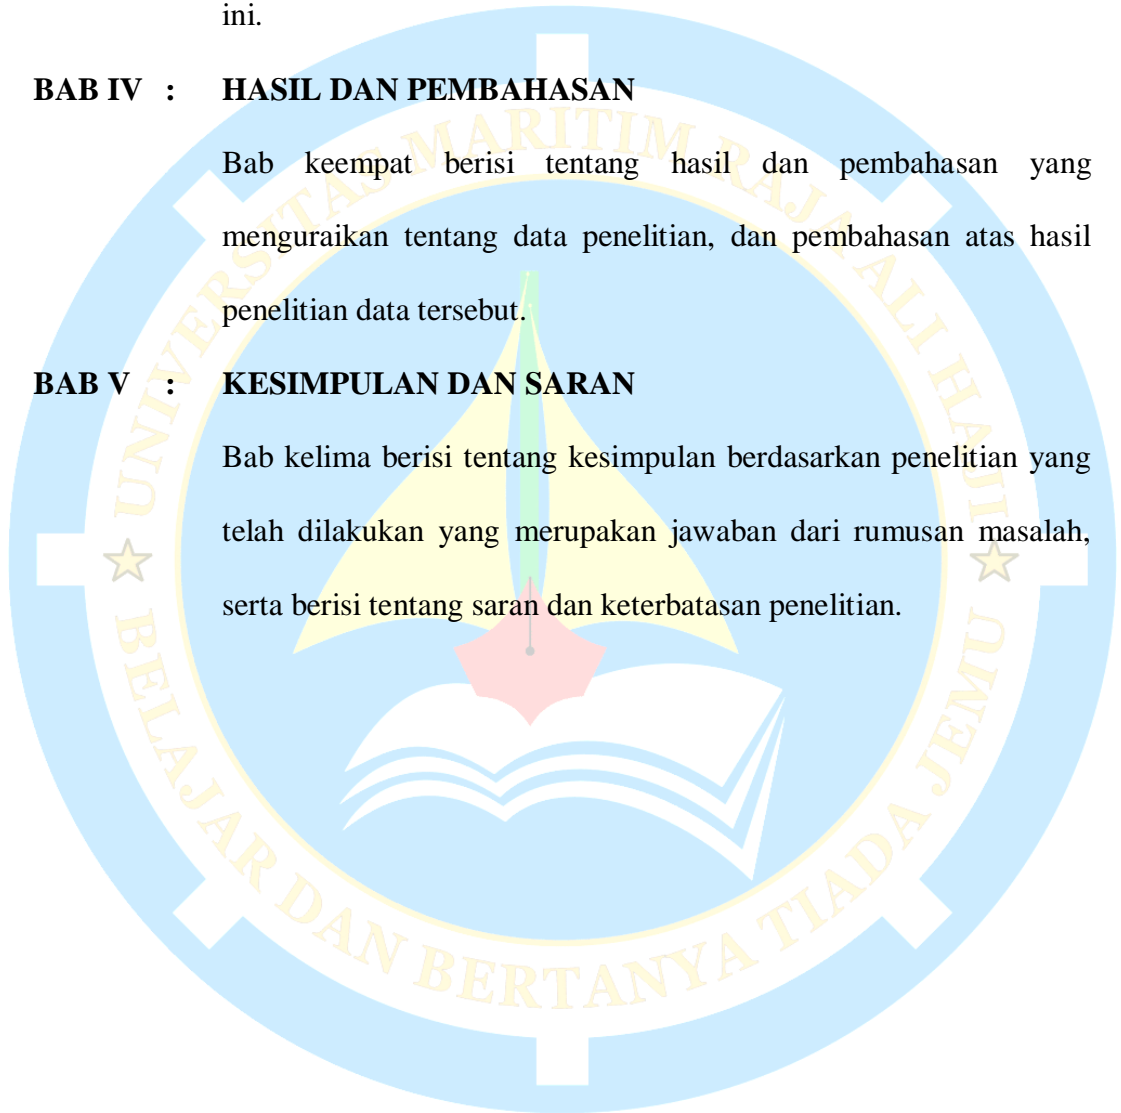 ini.
BAB IV : HASIL DAN PEMBAHASAN
Bab keempat berisi tentang hasil dan pembahasan yang
menguraikan tentang data penelitian, dan pembahasan atas hasil
penelitian data tersebut.
BAB V : KESIMPULAN DAN SARAN
Bab kelima berisi tentang kesimpulan berdasarkan penelitian yang
telah dilakukan yang merupakan jawaban dari rumusan masalah,
serta berisi tentang saran dan keterbatasan penelitian.
UNIVERSITAS MARITIM RAJA ALI HAJI
BELAJAR DAN BERTANYA TIADA JEMU